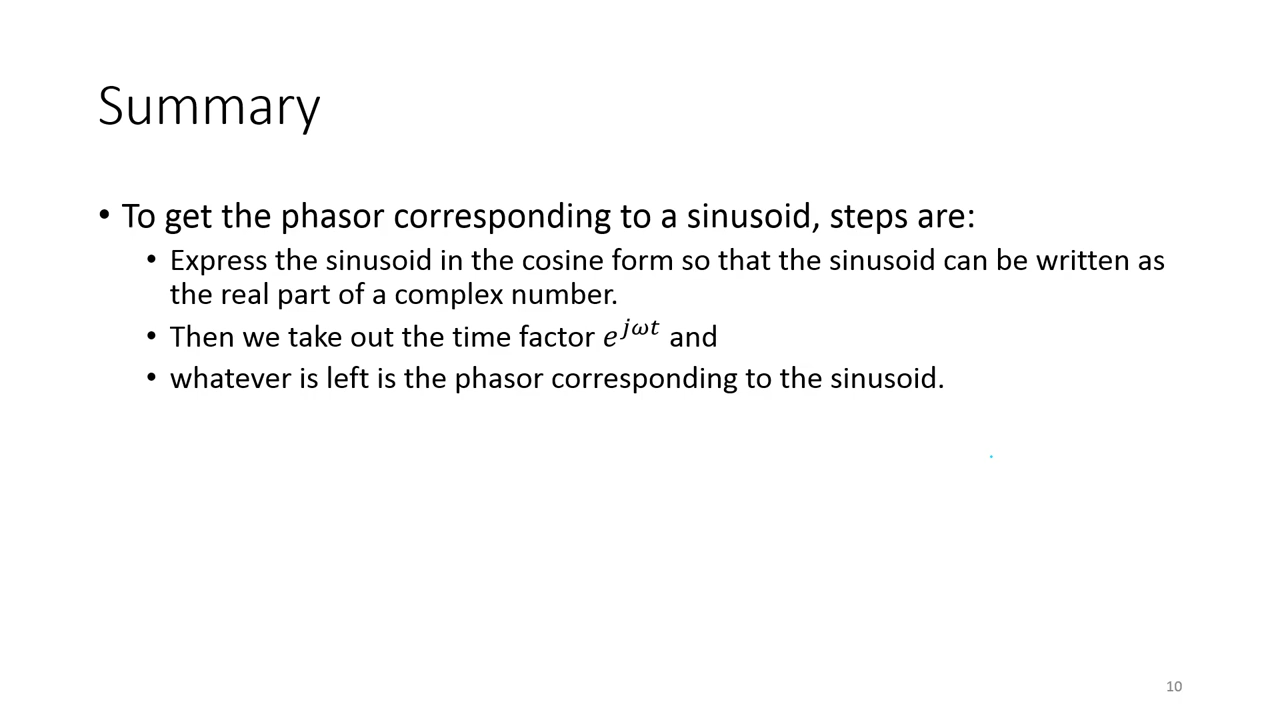 Summary
• To get the phasor corresponding to a sinusoid, steps are:
• Express the sinusoid in the cosine form so that the sinusoid can be written as
the real part of a complex number.
• Then we take out the time factor $e^{j\omega t}$ and
• whatever is left is the phasor corresponding to the sinusoid.
10